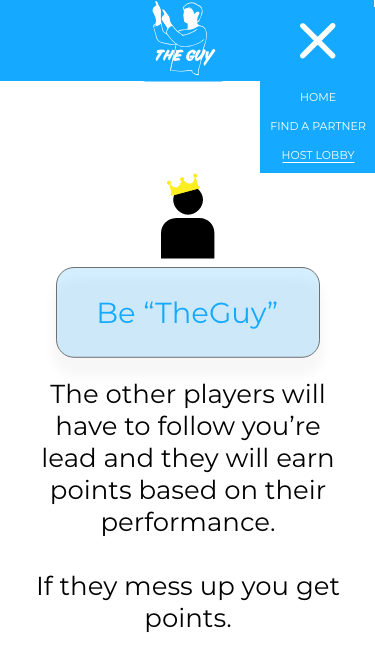 THE GUY
HOME
FIND A PARTNER
HOST LOBBY
Be “TheGuy”
The other players will
have to follow you’re
lead and they will earn
points based on their
performance.
If they mess up you get
points.